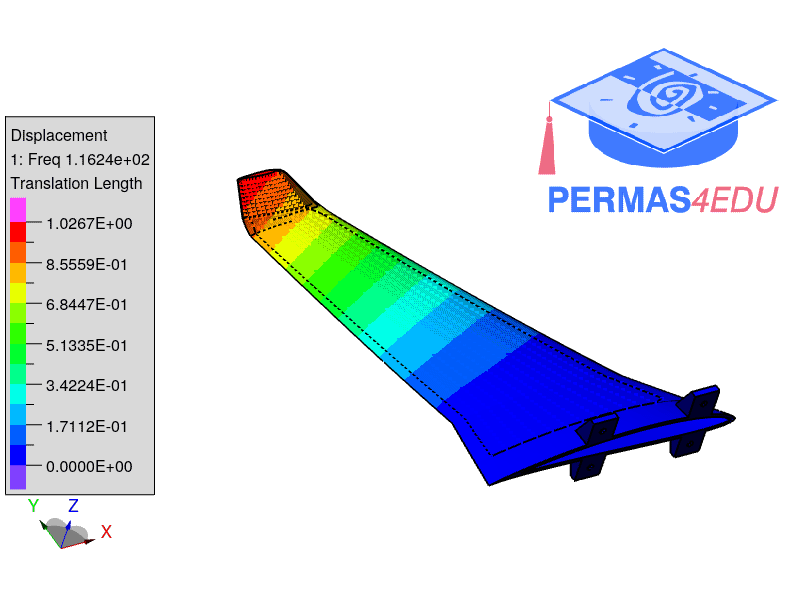 Displacement
1: Freq 1.1624e+02
Translation Length
1.0267E+00
8.5559E-01
6.8447E-01
5.1335E-01
3.4224E-01
1.7112E-01
0.0000E+00
Y Z X
PERMAS4EDU